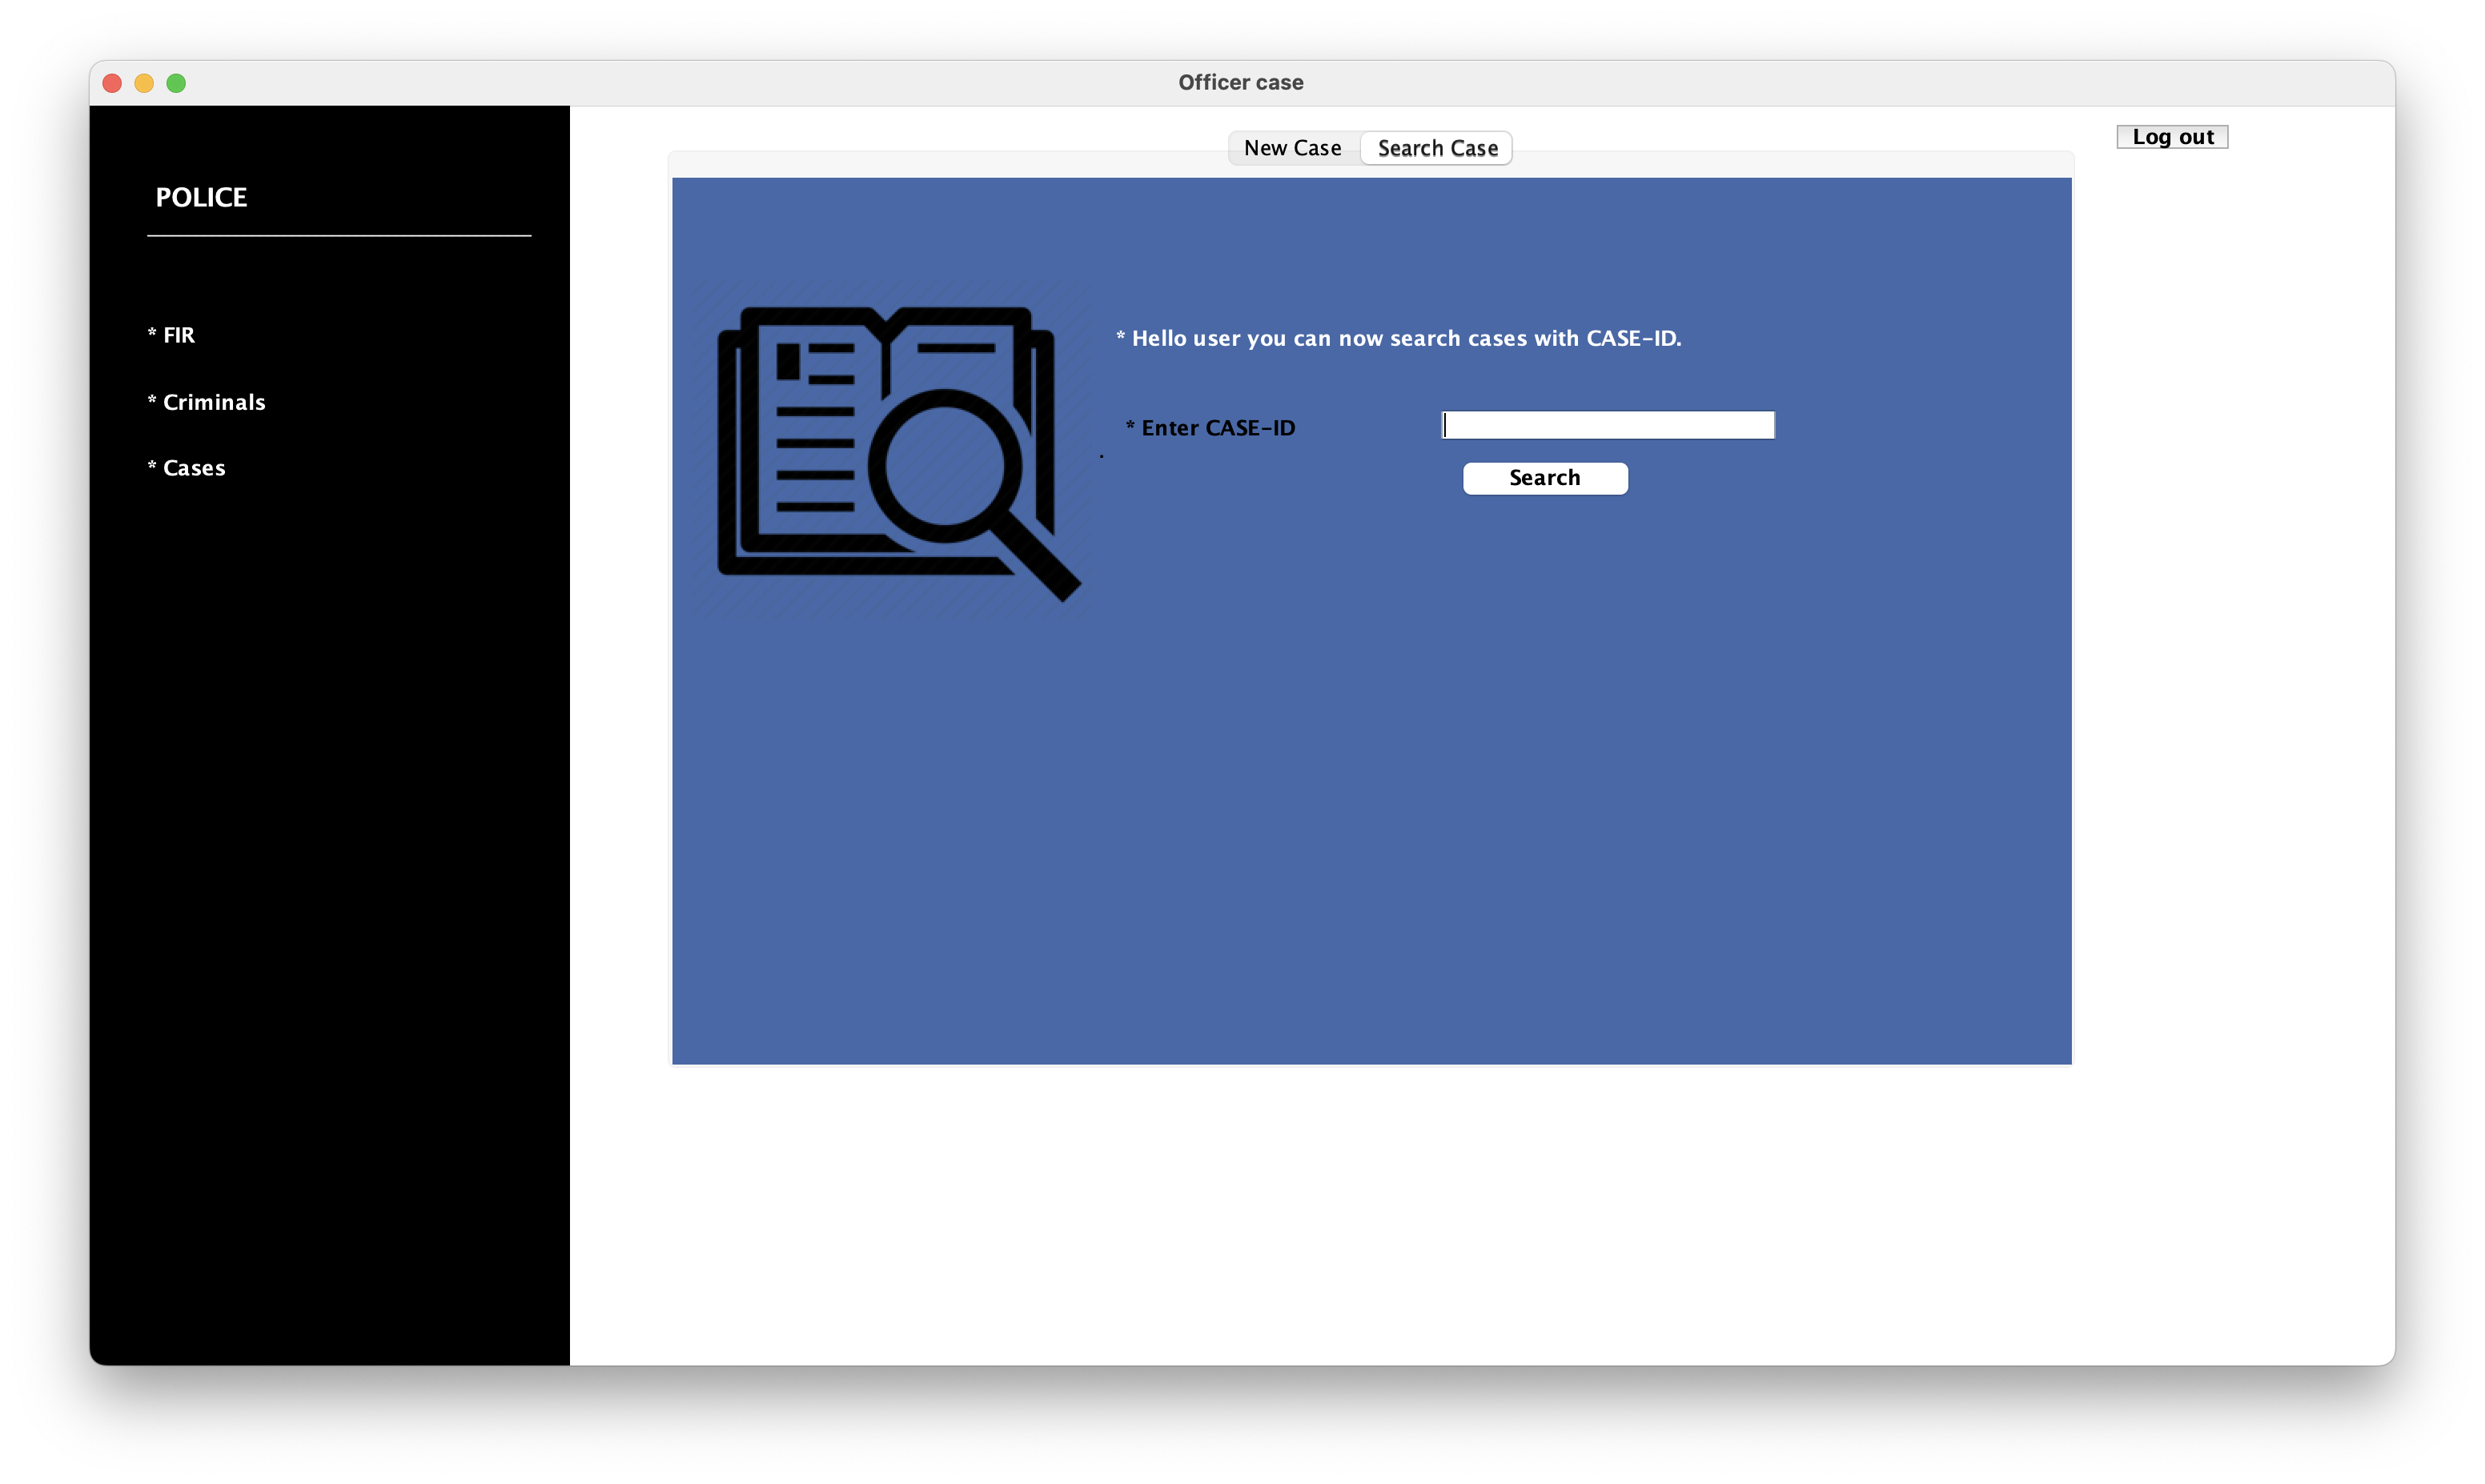 Officer case
New Case Search Case
Log out
POLICE
* FIR
* Criminals
* Cases
* Hello user you can now search cases with CASE-ID.
* Enter CASE-ID
.
Search